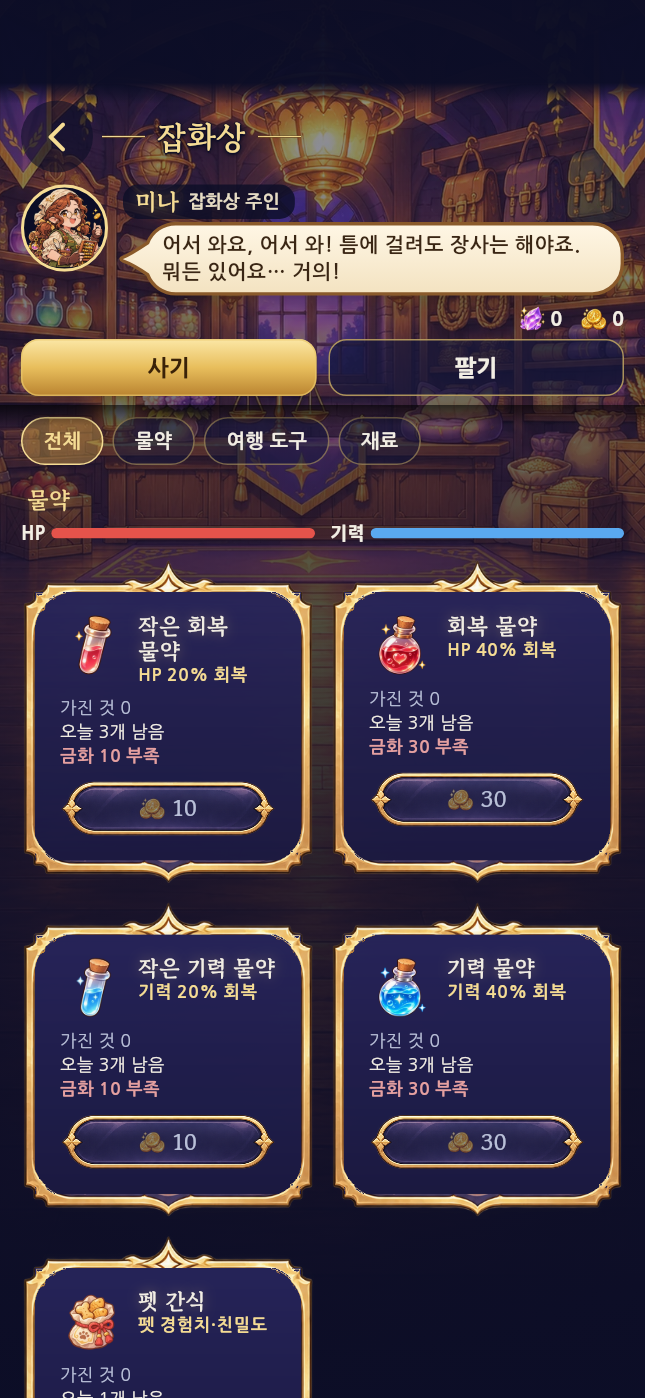 잡화상
미나 잡화상 주인
어서 와요, 어서 와! 틈에 걸려도 장사는 해야죠.
뭐든 있어요… 거의!
0 0
사기 팔기
전체 물약 여행 도구 재료
물약
HP 기력
작은 회복
물약
HP 20% 회복
가진 것 0
오늘 3개 남음
금화 10 부족
10
회복 물약
HP 40% 회복
가진 것 0
오늘 3개 남음
금화 30 부족
30
작은 기력 물약
기력 20% 회복
가진 것 0
오늘 3개 남음
금화 10 부족
10
기력 물약
기력 40% 회복
가진 것 0
오늘 3개 남음
금화 30 부족
30
펫 간식
펫 경험치·친밀도
가진 것 0
오늘 1개 남음